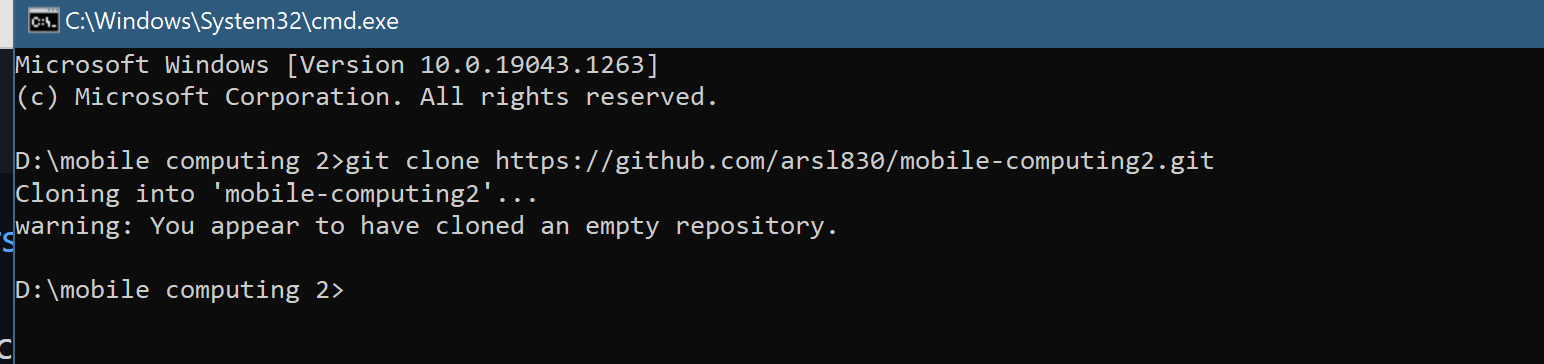 C:\Windows\System32\cmd.exe
Microsoft Windows [Version 10.0.19043.1263]
(c) Microsoft Corporation. All rights reserved.
D:\mobile computing 2>git clone https://github.com/arsl830/mobile-computing2.git
Cloning into 'mobile-computing2'...
warning: You appear to have cloned an empty repository.
D:\mobile computing 2>